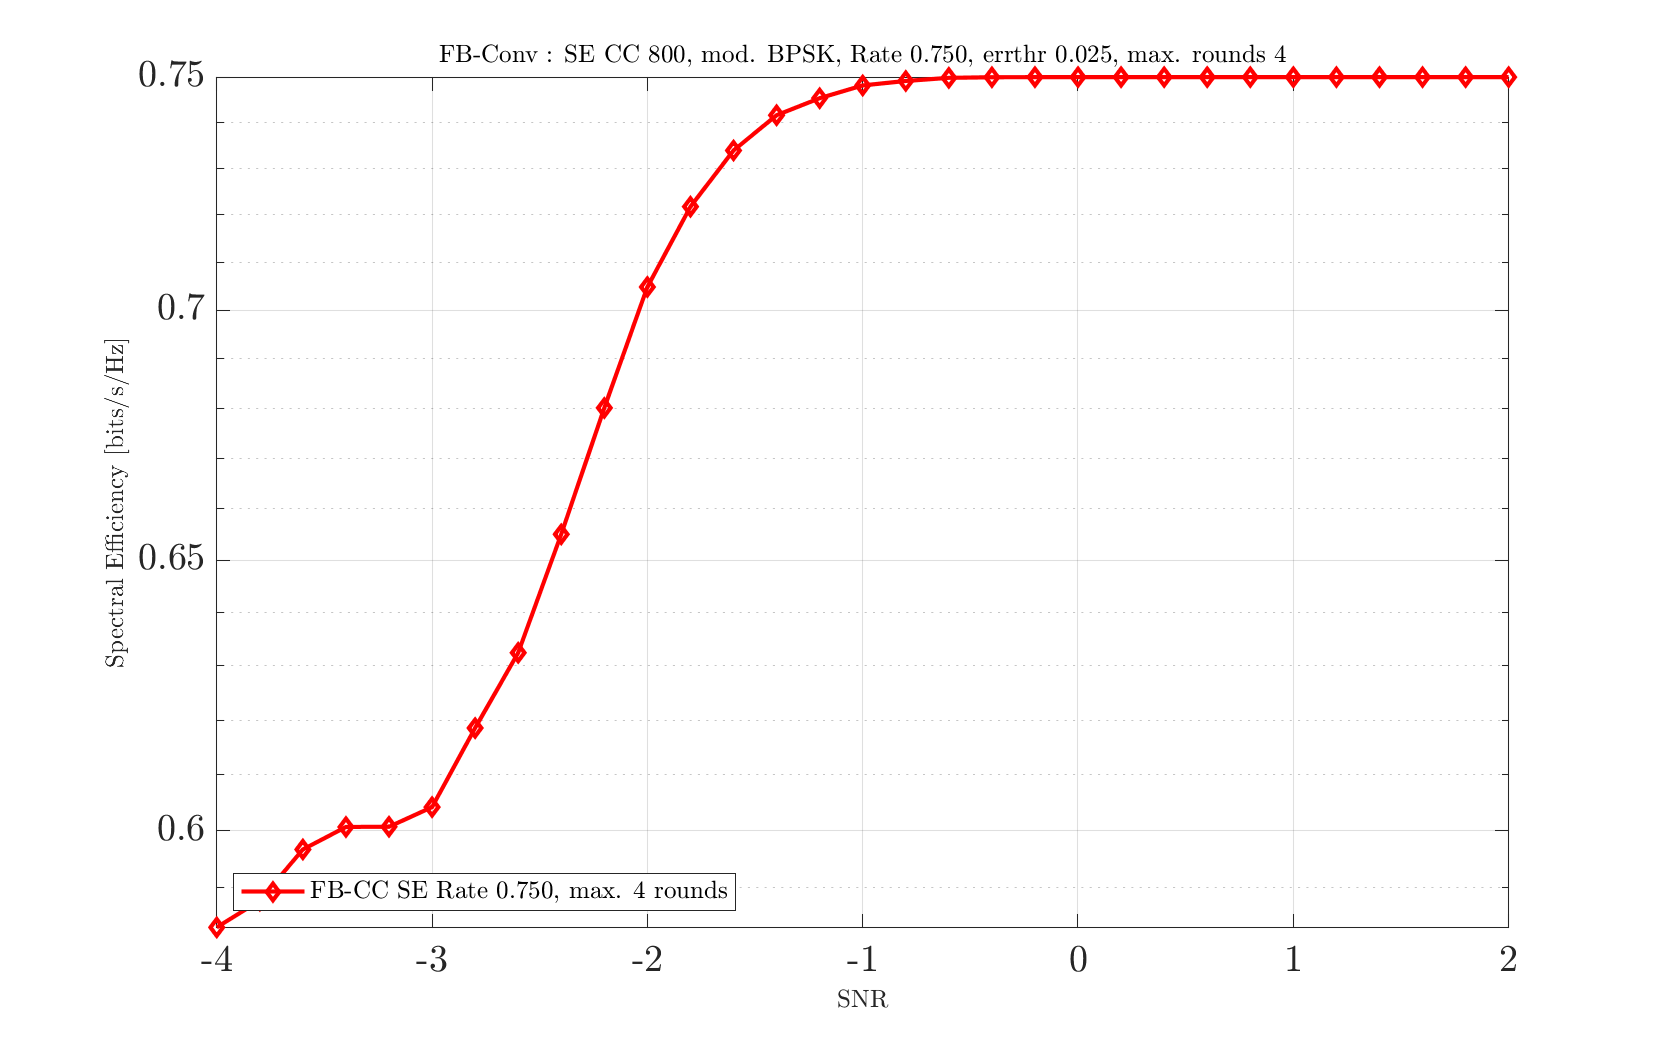 FB-Conv : SE CC 800, mod. BPSK, Rate 0.750, errthr 0.025, max. rounds 4
0.75
0.7
0.65
0.6
Spectral Efficiency [bits/s/Hz]
FB-CC SE Rate 0.750, max. 4 rounds
-4 -3 -2 -1 0 1 2
SNR